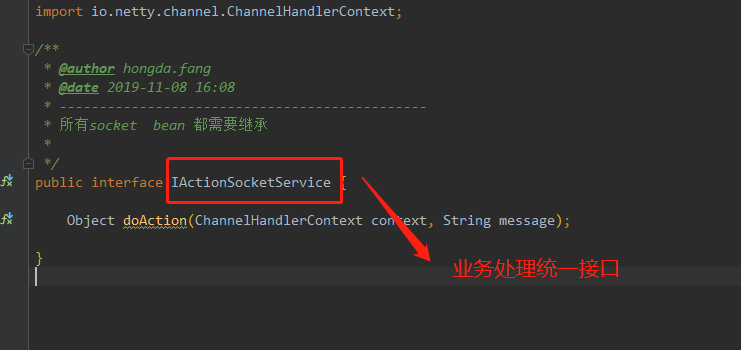 import io.netty.channel.ChannelHandlerContext;
/**
* @author hongda.fang
* @date 2019-11-08 16:08
* ----------------------------------------------
* 所有socket  bean 都需要继承
*
*/
public interface IActionSocketService {
Object doAction(ChannelHandlerContext context, String message);
}
业务处理统一接口